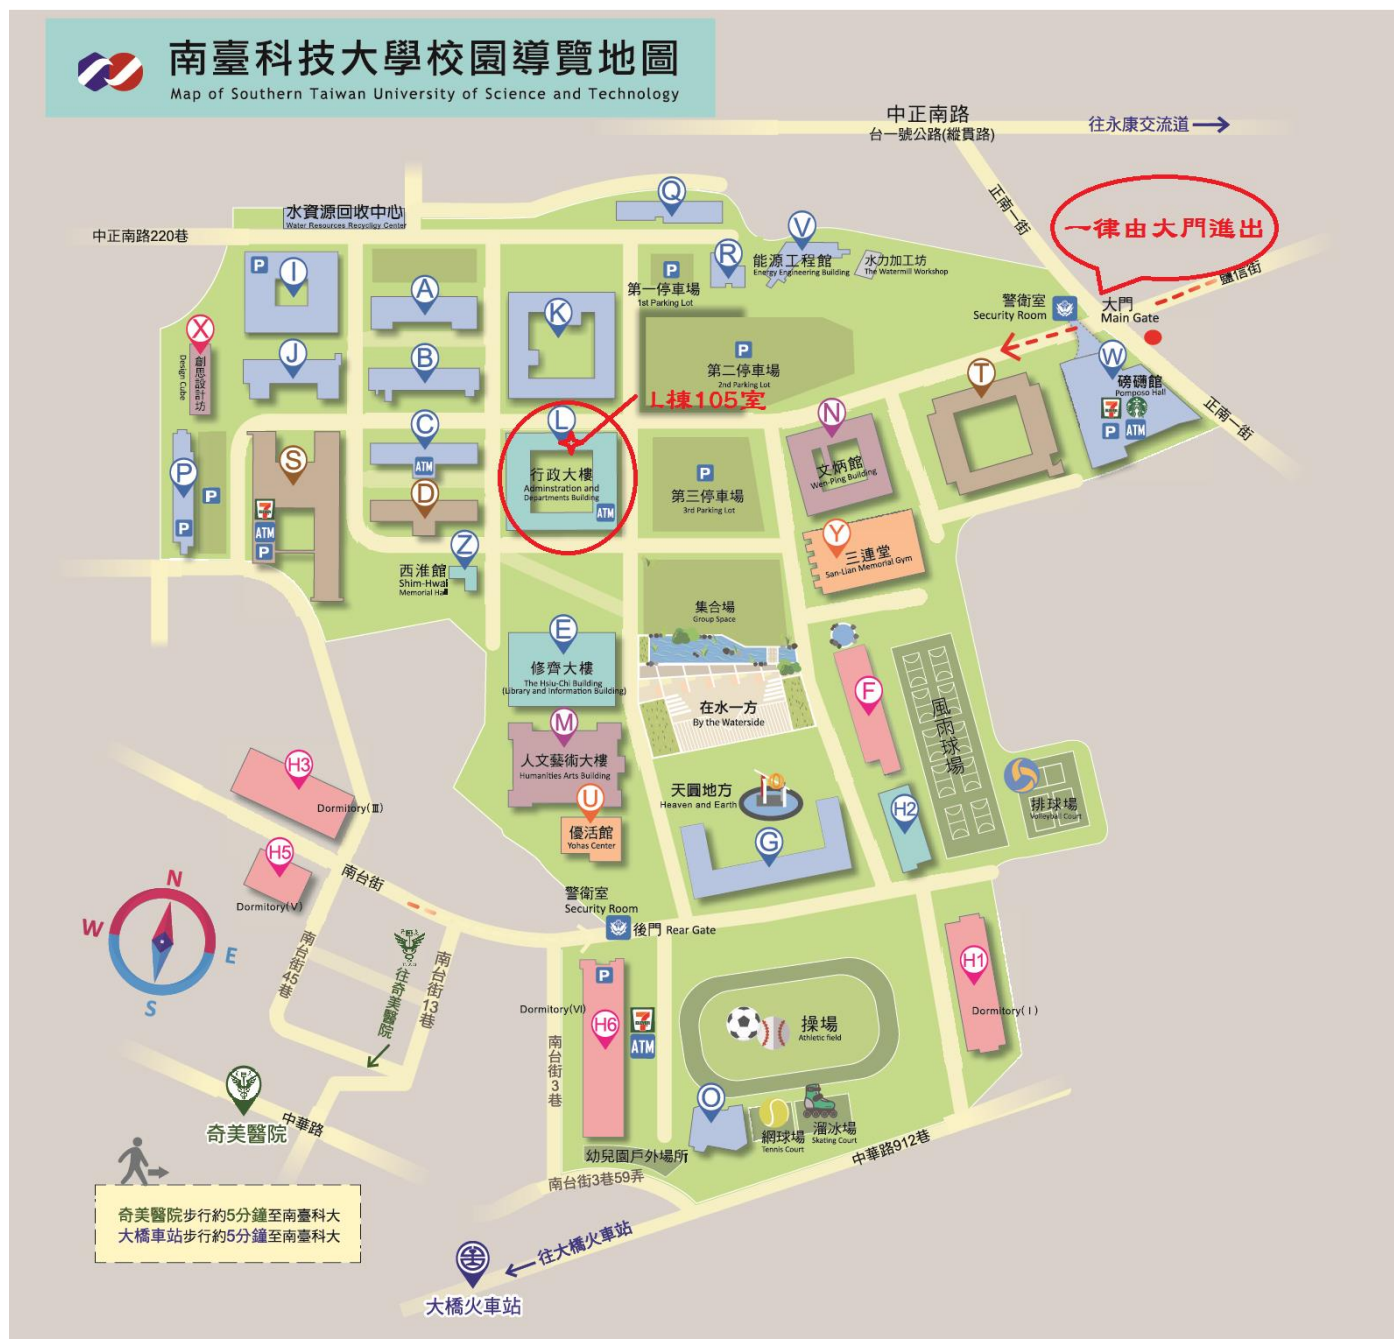 南臺科技大學校園導覽地圖
Map of Southern Taiwan University of Science and Technology
中正南路
台一號公路(縱貫路)
往永康交流道
正南一街
一律由大門進出
鹽信街
水資源回收中心
Water Resources Recycligy Center
中正南路220巷
Q
V
R
能源工程館
Energy Engineering Building
水力加工坊
The Watermill Workshop
P
I
A
K
P
第一停車場
1st Parking Lot
警衛室
Security Room
大門
Main Gate
X
創思設計坊
Design Cube
J
B
P
第二停車場
2nd Parking Lot
T
W
磅礴館
Pomposo Hall
7
P
ATM
正南一街
L棟105室
L
行政大樓
Adminstration and
Departments Building
ATM
C
ATM
D
S
7
ATM
P
P
P
P
P
第三停車場
3rd Parking Lot
N
文炳館
Wen-Ping Building
Y
三連堂
San-Lian Memorial Gym
Z
西淮館
Shim-Hwai
Memorial Hall
集合場
Group Space
E
修齊大樓
The Hsiu-Chi Building
(Library and Information Building)
在水一方
By the Waterside
F
風雨球場
M
人文藝術大樓
Humanities Arts Building
天圓地方
Heaven and Earth
H2
排球場
Volleyball Court
U
優活館
Yohas Center
G
H3
Dormitory(Ⅲ)
H5
Dormitory(Ⅴ)
南台街
N
W
E
S
警衛室
Security Room
後門 Rear Gate
南台街45巷
往奇美醫院
南台街13巷
P
Dormitory(Ⅵ)
H6
7
ATM
南台街3巷
操場
Athletic field
H1
Dormitory(Ⅰ)
O
網球場
Tennis Court
溜冰場
Skating Court
中華路912巷
奇美醫院
中華路
幼兒園戶外場所
南台街3巷59弄
奇美醫院步行約5分鐘至南臺科大
大橋車站步行約5分鐘至南臺科大
往大橋火車站
大橋火車站